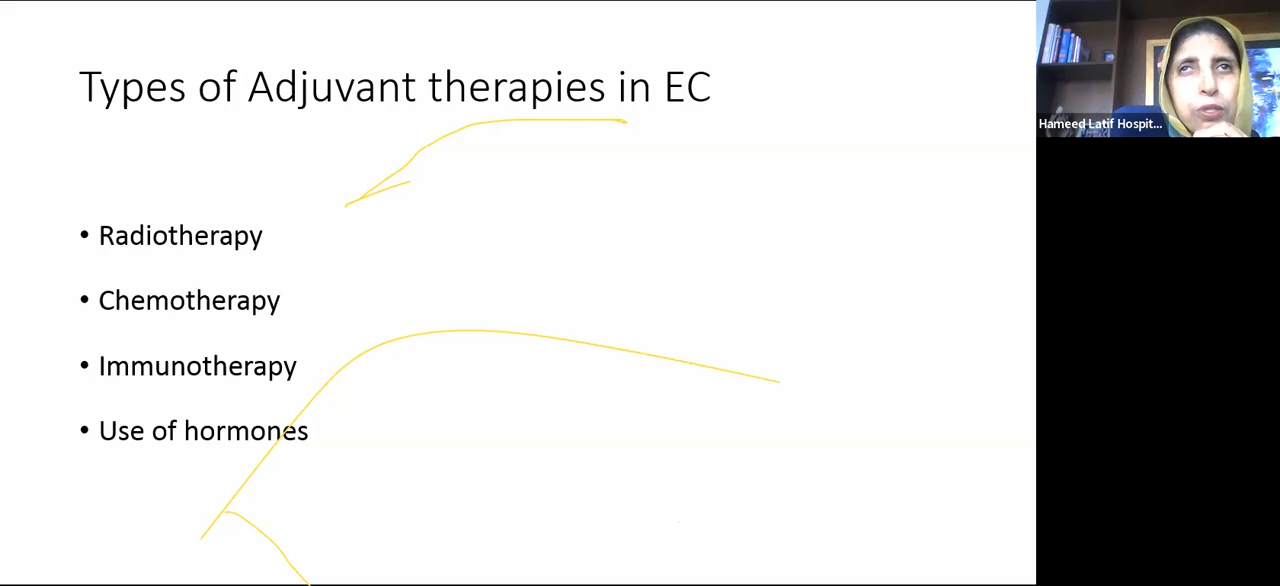 Types of Adjuvant therapies in EC
• Radiotherapy
• Chemotherapy
• Immunotherapy
• Use of hormones
Hameed Latif Hospit...